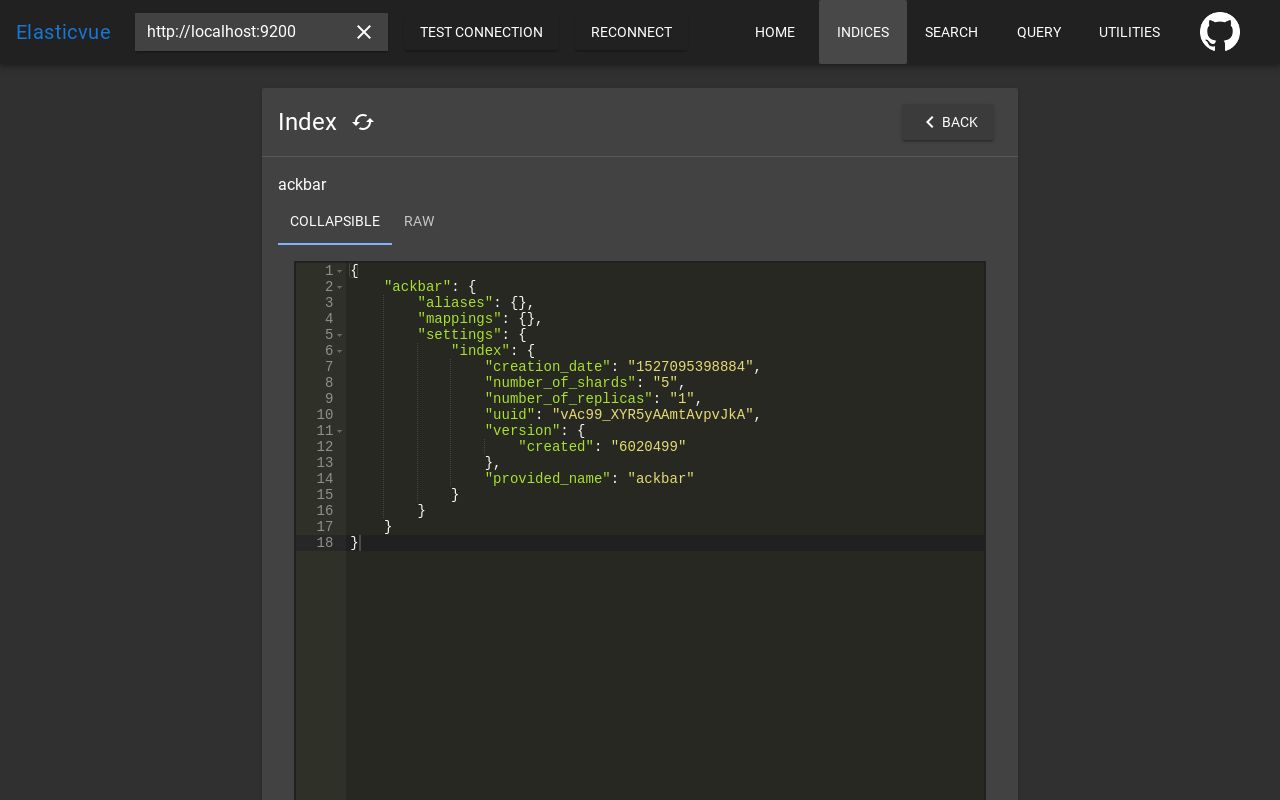 Elasticvue
http://localhost:9200
TEST CONNECTION
RECONNECT
HOME
INDICES
SEARCH
QUERY
UTILITIES
Index
BACK
ackbar
COLLAPSIBLE
RAW
1 {
2     "ackbar": {
3         "aliases": {},
4         "mappings": {},
5         "settings": {
6             "index": {
7                 "creation_date": "1527095398884",
8                 "number_of_shards": "5",
9                 "number_of_replicas": "1",
10                 "uuid": "vAc99_XYR5yAAmtAvpvJkA",
11                 "version": {
12                     "created": "6020499"
13                 },
14                 "provided_name": "ackbar"
15             }
16         }
17     }
18 }